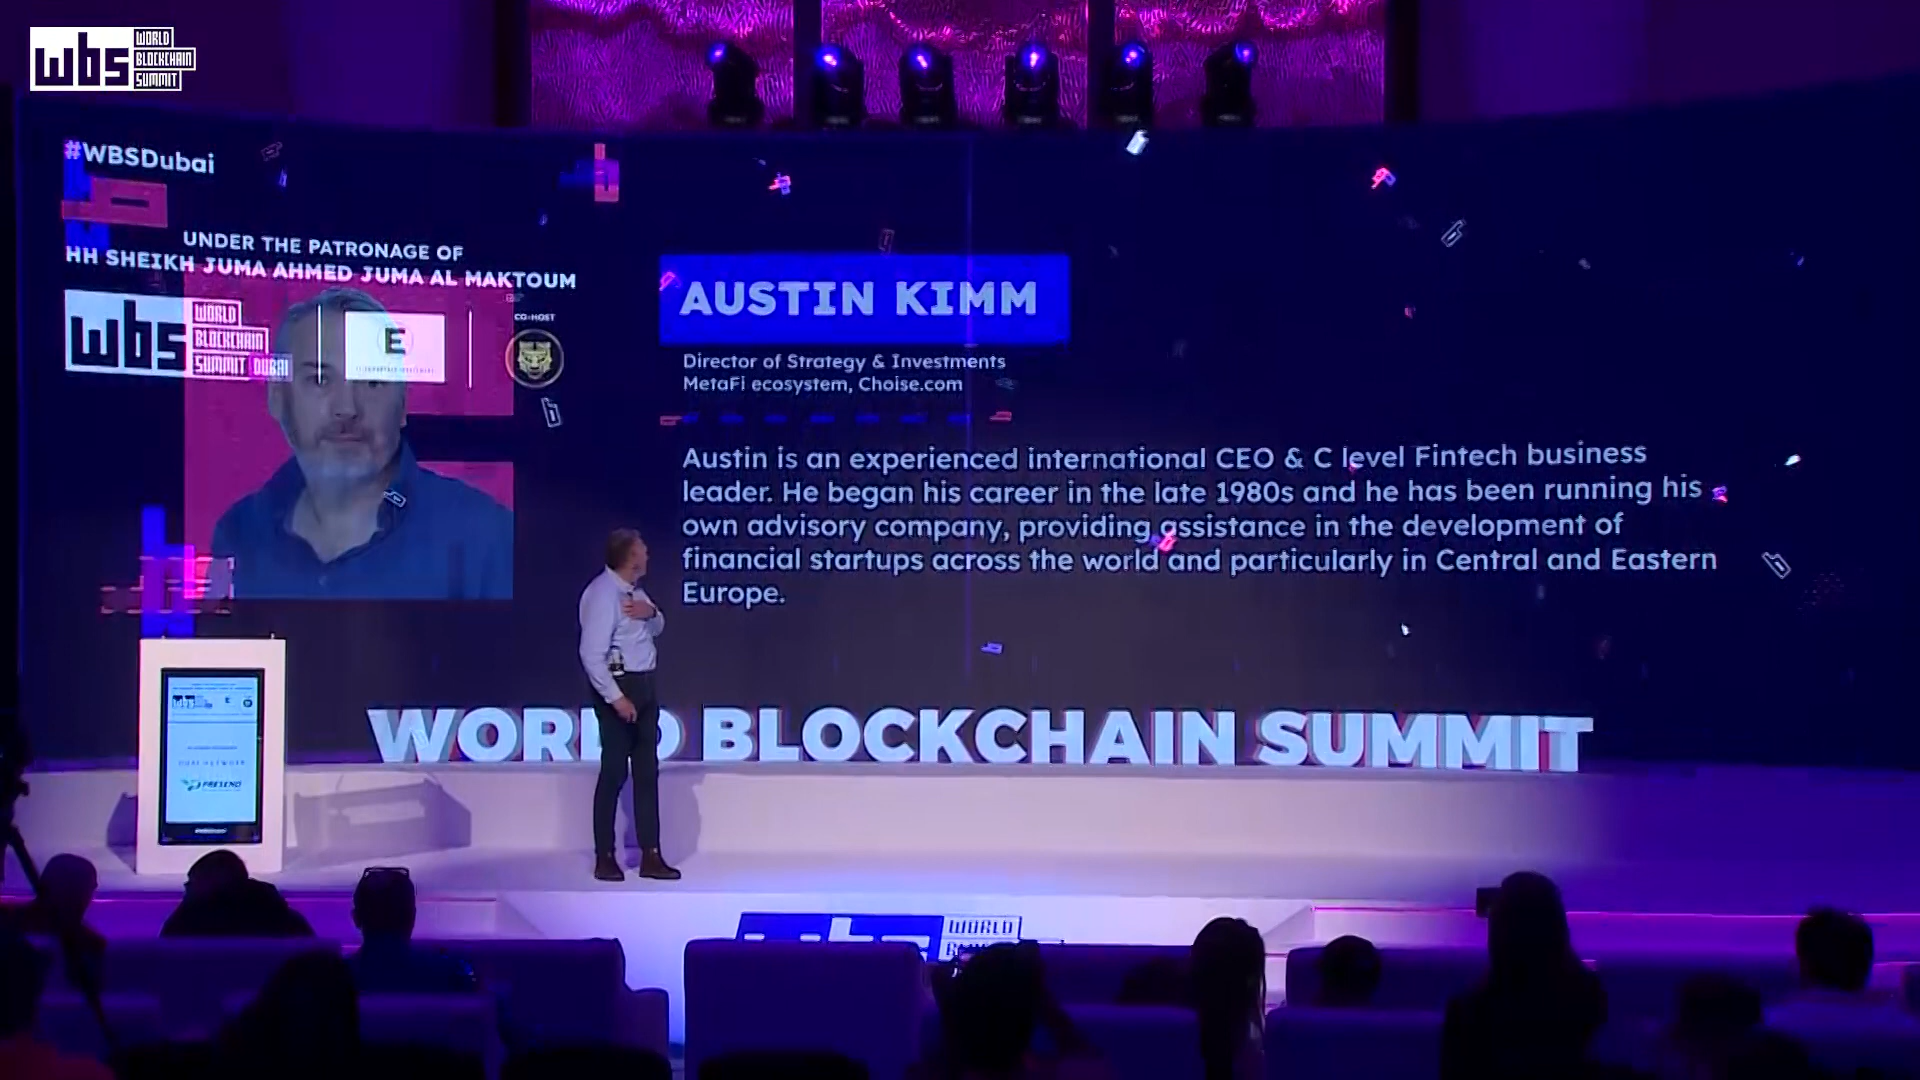 wbs WORLD
BLOCKCHAIN
SUMMIT
#WBSDubai
UNDER THE PATRONAGE OF
HH SHEIKH JUMA AHMED JUMA AL MAKTOUM
wbs WORLD
BLOCKCHAIN
SUMMIT DUBAI
E
CO-HOST
AUSTIN KIMM
Director of Strategy & Investments
MetaFi ecosystem, Choise.com
Austin is an experienced international CEO & C level Fintech business
leader. He began his career in the late 1980s and he has been running his
own advisory company, providing assistance in the development of
financial startups across the world and particularly in Central and Eastern
Europe.
WORLD BLOCKCHAIN SUMMIT
wbs WORLD